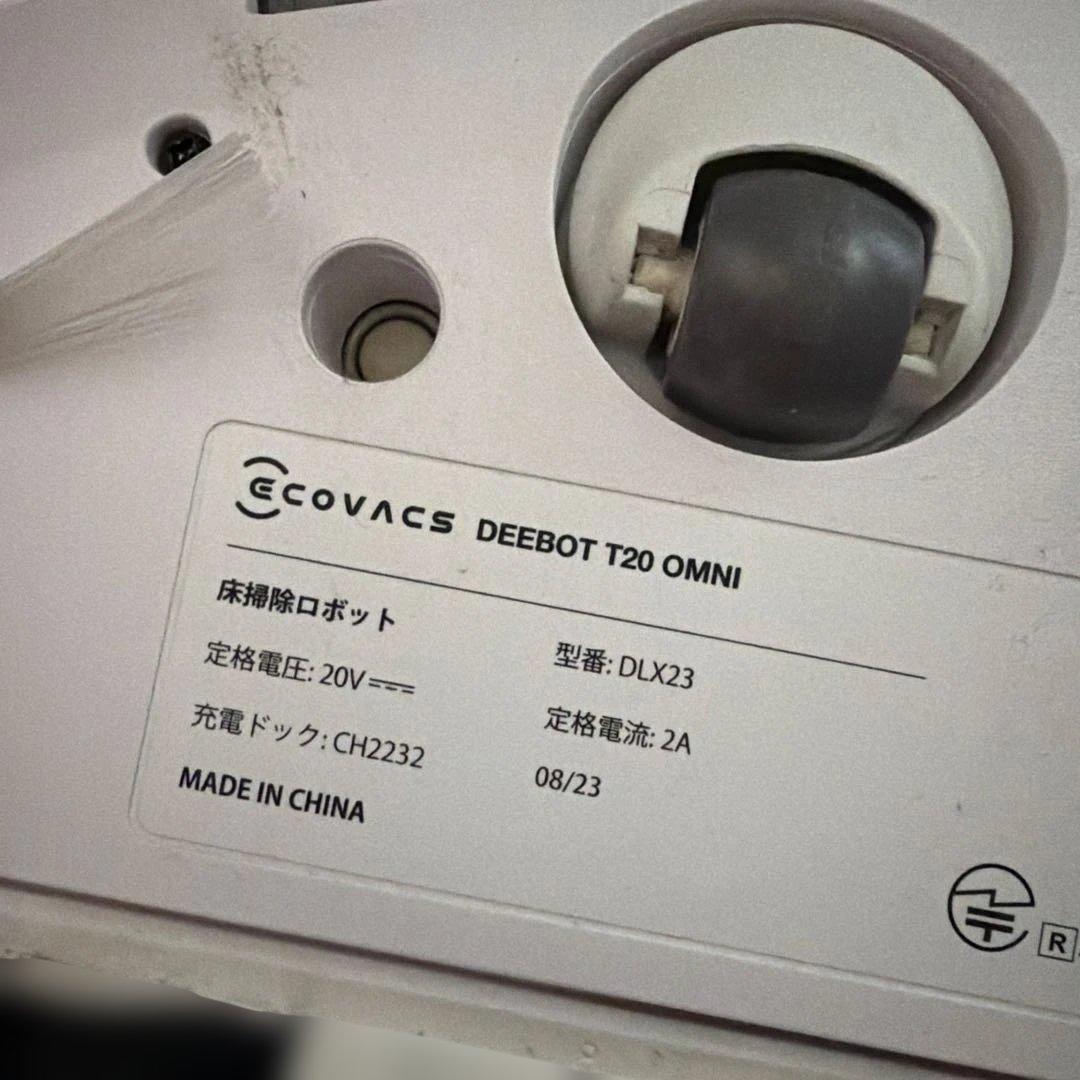 ECOVACS DEEBOT T20 OMNI
床掃除ロボット
定格電圧: 20V 型番: DLX23
充電ドック: CH2232 定格電流: 2A
MADE IN CHINA 08/23
R